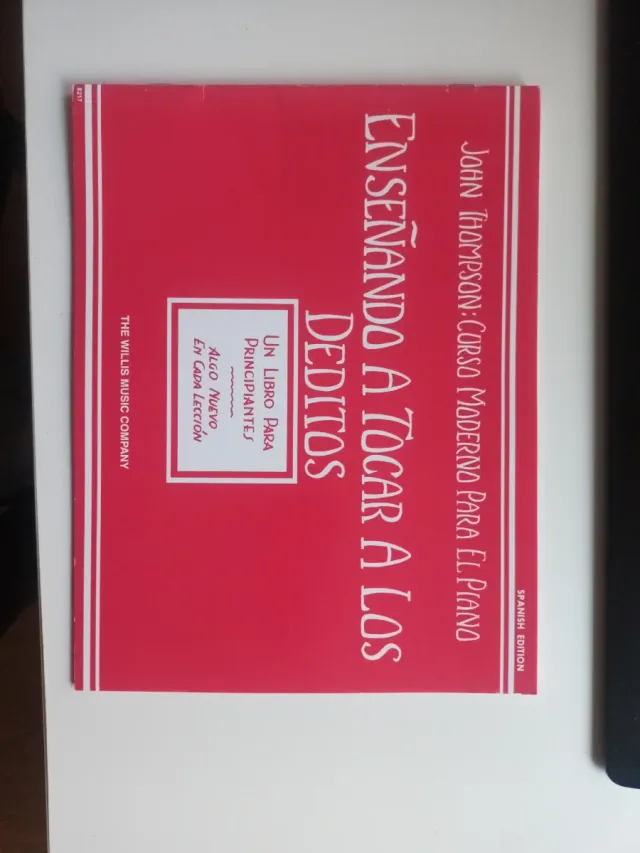 SPANISH EDITION
JOHN THOMPSON: CORSO MODERNO PARA EL PIANO
ENSEÑANDO A TOCAR A LOS
DEDITOS
UN LIBRO PARA
PRINCIPIANTES
ALGO NUEVO
EN CADA LECCIÓN
THE WILLIS MUSIC COMPANY